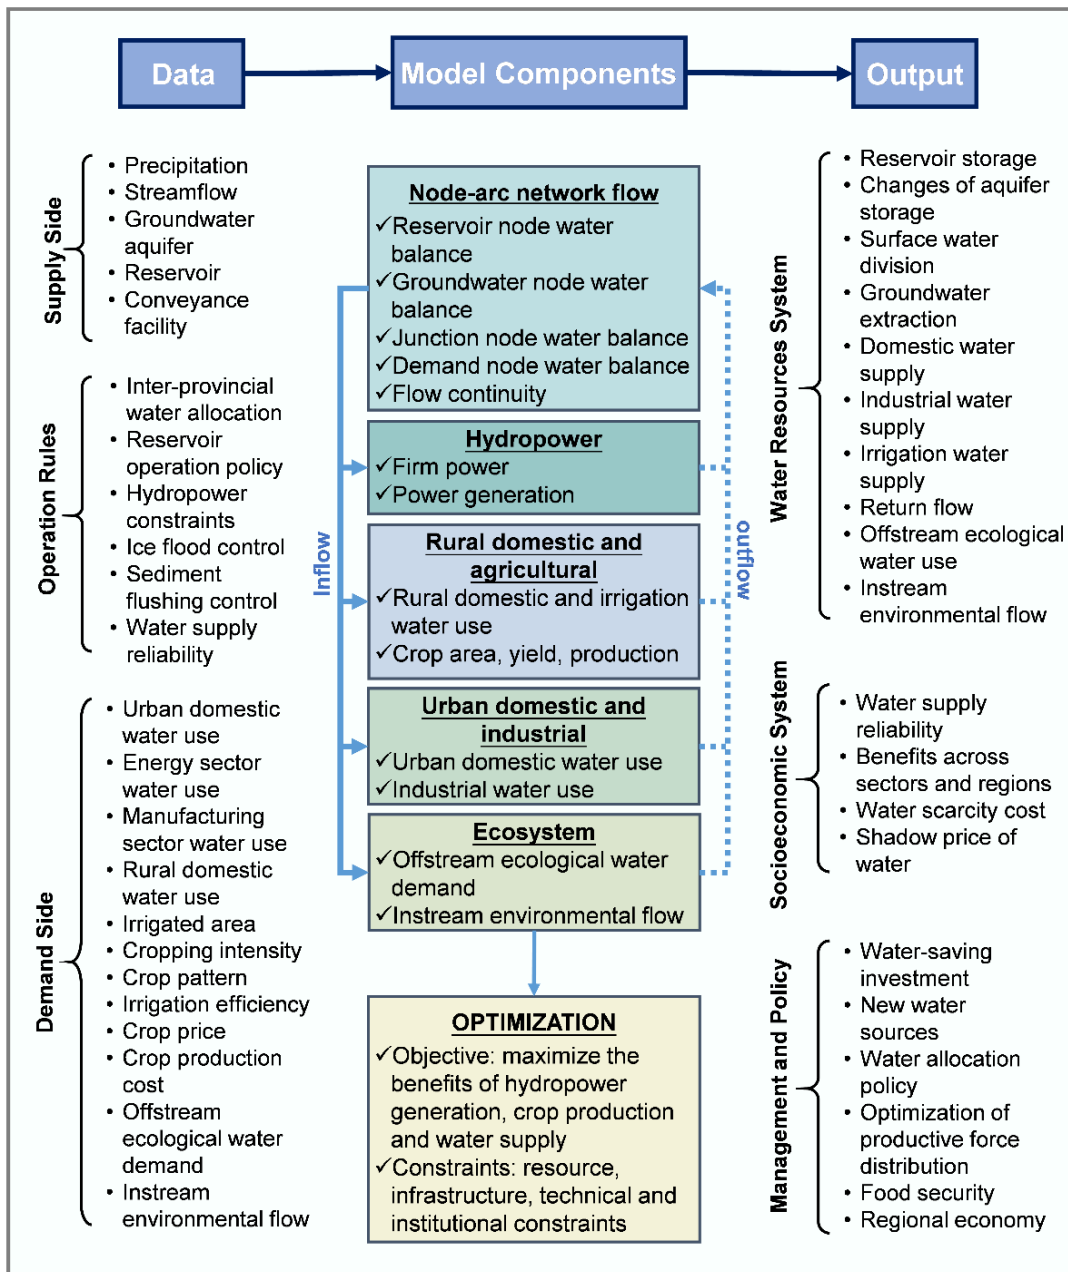 Data
Model Components
Output
Supply Side
• Precipitation
• Streamflow
• Groundwater
aquifer
• Reservoir
• Conveyance
facility
Operation Rules
• Inter-provincial
water allocation
• Reservoir
operation policy
• Hydropower
constraints
• Ice flood control
• Sediment
flushing control
• Water supply
reliability
Demand Side
• Urban domestic
water use
• Energy sector
water use
• Manufacturing
sector water use
• Rural domestic
water use
• Irrigated area
• Cropping intensity
• Crop pattern
• Irrigation efficiency
• Crop price
• Crop production
cost
• Offstream
ecological water
demand
• Instream
environmental flow
Inflow
Node-arc network flow
✓Reservoir node water
balance
✓Groundwater node water
balance
✓Junction node water balance
✓Demand node water balance
✓Flow continuity
Hydropower
✓Firm power
✓Power generation
Rural domestic and
agricultural
✓Rural domestic and irrigation
water use
✓Crop area, yield, production
Urban domestic and
industrial
✓Urban domestic water use
✓Industrial water use
Ecosystem
✓Offstream ecological water
demand
✓Instream environmental flow
OPTIMIZATION
✓Objective: maximize the
benefits of hydropower
generation, crop production
and water supply
✓Constraints: resource,
infrastructure, technical and
institutional constraints
outflow
Water Resources System
• Reservoir storage
• Changes of aquifer
storage
• Surface water
division
• Groundwater
extraction
• Domestic water
supply
• Industrial water
supply
• Irrigation water
supply
• Return flow
• Offstream ecological
water use
• Instream
environmental flow
Socioeconomic System
• Water supply
reliability
• Benefits across
sectors and regions
• Water scarcity cost
• Shadow price of
water
Management and Policy
• Water-saving
investment
• New water
sources
• Water allocation
policy
• Optimization of
productive force
distribution
• Food security
• Regional economy